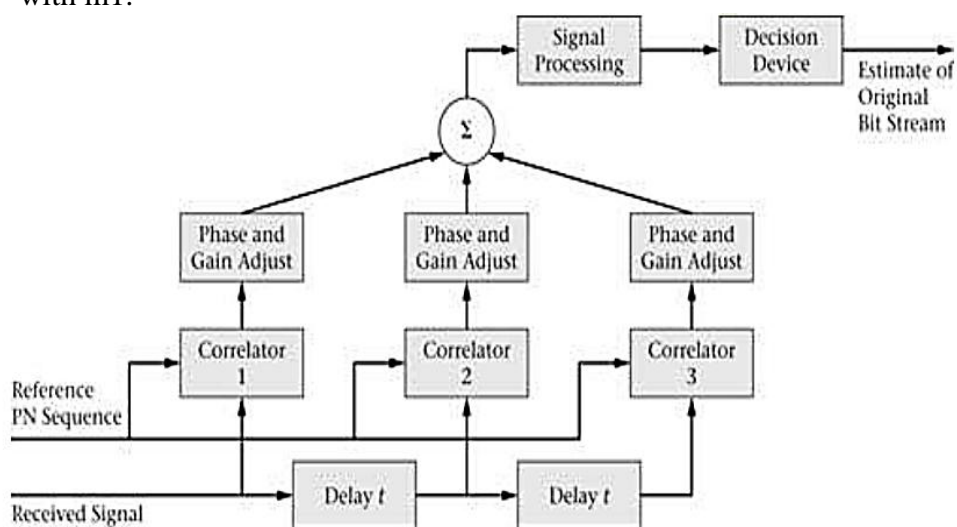 with m1.
Signal
Processing
Decision
Device
Estimate of
Original
Bit Stream
Σ
Phase and
Gain Adjust
Phase and
Gain Adjust
Phase and
Gain Adjust
Correlator
1
Correlator
2
Correlator
3
Reference
PN Sequence
Delay t
Delay t
Received Signal